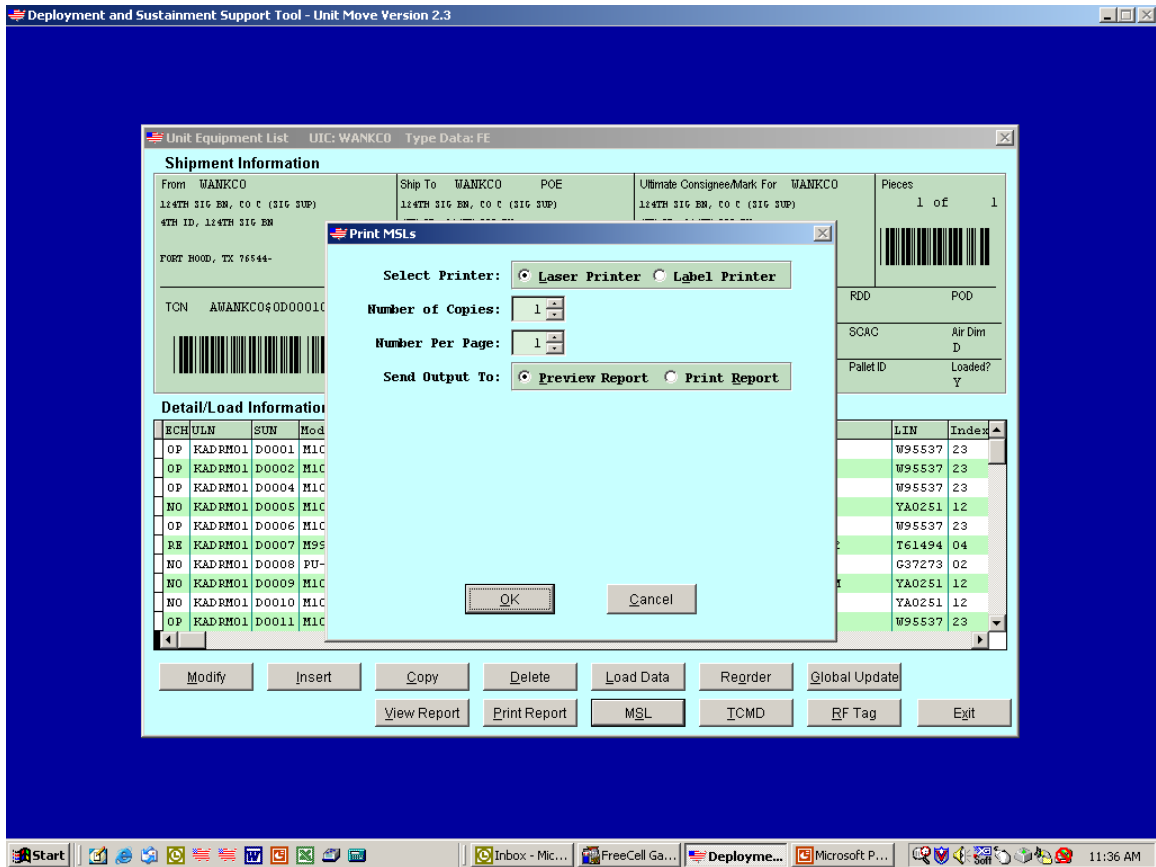 Deployment and Sustainment Support Tool - Unit Move Version 2.3
Unit Equipment List UIC: WANKC0 Type Data: FE
Shipment Information
From WANKC0 Ship To WANKC0 POE Ultimate Consignee/Mark For WANKC0 Pieces
124TH SIG BN, CO C (SIG SUP) 124TH SIG BN, CO C (SIG SUP) 124TH SIG BN, CO C (SIG SUP) 1 of 1
4TH ID, 124TH SIG BN
FORT HOOD, TX 76544-
TCN AWANKC0$0D00010
RDD POD
SCAC Air Dim
D
Pallet ID Loaded?
Y
Print MSLs
Select Printer: Laser Printer Label Printer
Number of Copies: 1
Number Per Page: 1
Send Output To: Preview Report Print Report
OK Cancel
Detail/Load Information
ECH ULN SUN Mod LIN Index
OP KADRM01 D0001 M10 W95537 23
OP KADRM01 D0002 M10 W95537 23
OP KADRM01 D0004 M10 W95537 23
NO KADRM01 D0005 M10 YA0251 12
OP KADRM01 D0006 M10 W95537 23
RE KADRM01 D0007 M99 2 T61494 04
NO KADRM01 D0008 PU- G37273 02
NO KADRM01 D0009 M10 M YA0251 12
NO KADRM01 D0010 M10 YA0251 12
OP KADRM01 D0011 M10 W95537 23
Modify Insert Copy Delete Load Data Reorder Global Update
View Report Print Report MSL TCMD RF Tag Exit
Start Inbox - Mic... FreeCell Ga... Deployme... Microsoft P... 11:36 AM